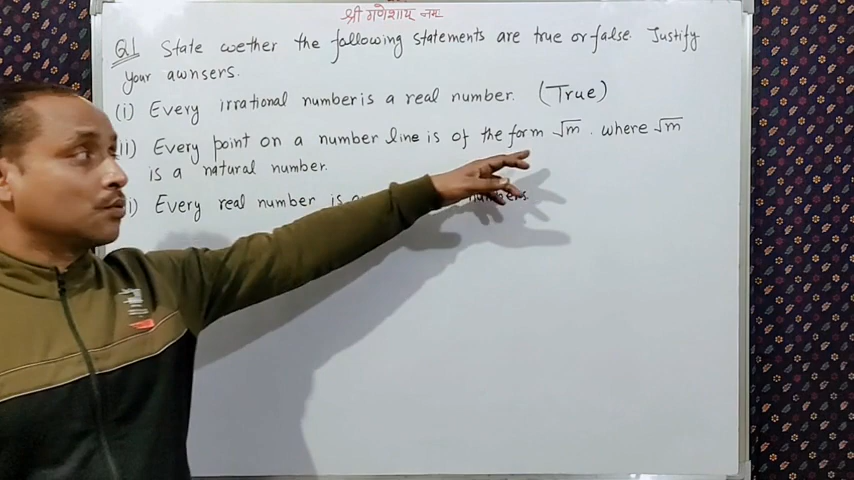 श्री गणेशाय नमः
Q1 State wether the following statements are true or false. Justify
your awnsers.
(i) Every irrational number is a real number. (True)
ii) Every point on a number line is of the form √m. where √m
is a natural number.
i) Every real number is